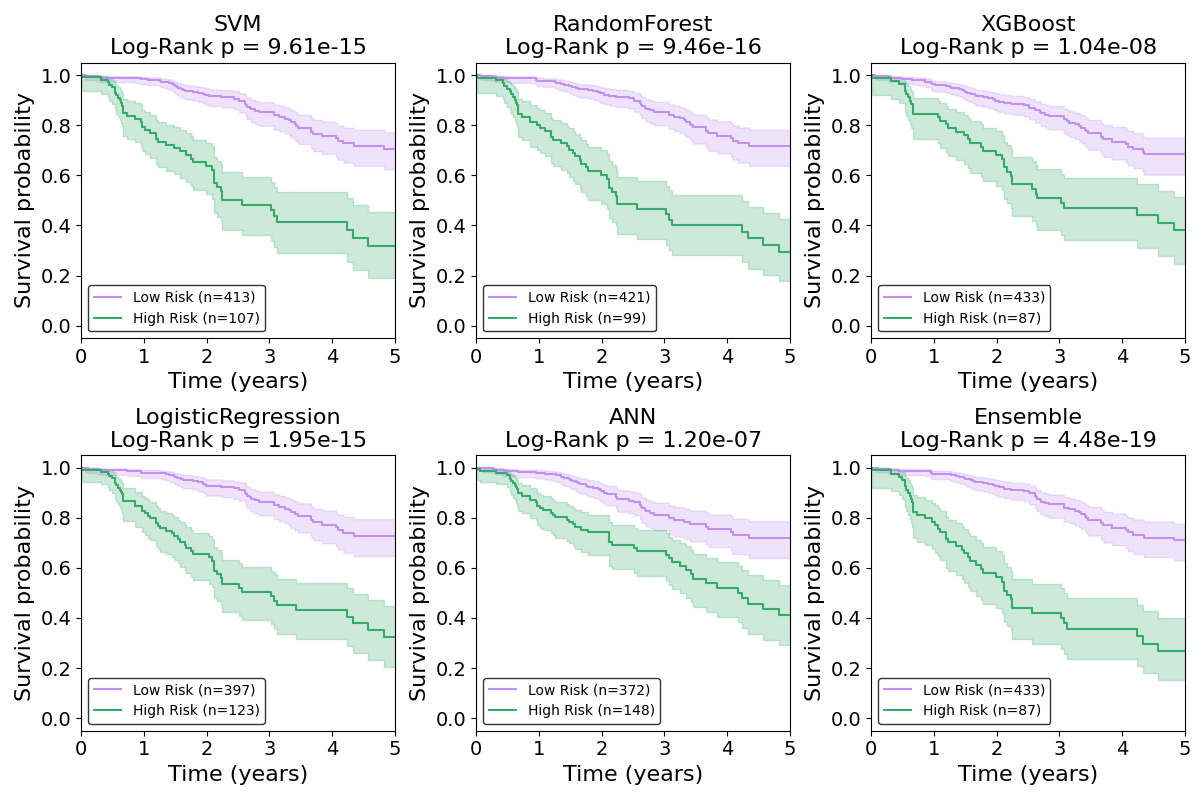 SVM
Log-Rank p = 9.61e-15
Survival probability
1.0
0.8
0.6
0.4
0.2
0.0
Low Risk (n=413)
High Risk (n=107)
0 1 2 3 4 5
Time (years)
RandomForest
Log-Rank p = 9.46e-16
Survival probability
1.0
0.8
0.6
0.4
0.2
0.0
Low Risk (n=421)
High Risk (n=99)
0 1 2 3 4 5
Time (years)
XGBoost
Log-Rank p = 1.04e-08
Survival probability
1.0
0.8
0.6
0.4
0.2
0.0
Low Risk (n=433)
High Risk (n=87)
0 1 2 3 4 5
Time (years)
LogisticRegression
Log-Rank p = 1.95e-15
Survival probability
1.0
0.8
0.6
0.4
0.2
0.0
Low Risk (n=397)
High Risk (n=123)
0 1 2 3 4 5
Time (years)
ANN
Log-Rank p = 1.20e-07
Survival probability
1.0
0.8
0.6
0.4
0.2
0.0
Low Risk (n=372)
High Risk (n=148)
0 1 2 3 4 5
Time (years)
Ensemble
Log-Rank p = 4.48e-19
Survival probability
1.0
0.8
0.6
0.4
0.2
0.0
Low Risk (n=433)
High Risk (n=87)
0 1 2 3 4 5
Time (years)